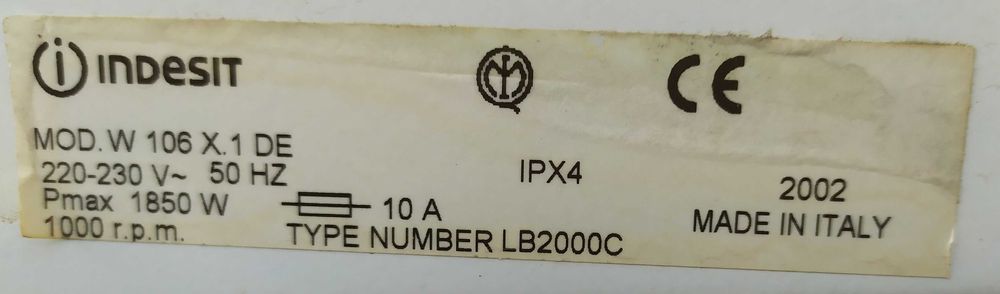 indesit
CE
MOD. W 106 X.1 DE
220-230 V~ 50 HZ
Pmax 1850 W
1000 r.p.m.
10 A
TYPE NUMBER LB2000C
IPX4
2002
MADE IN ITALY